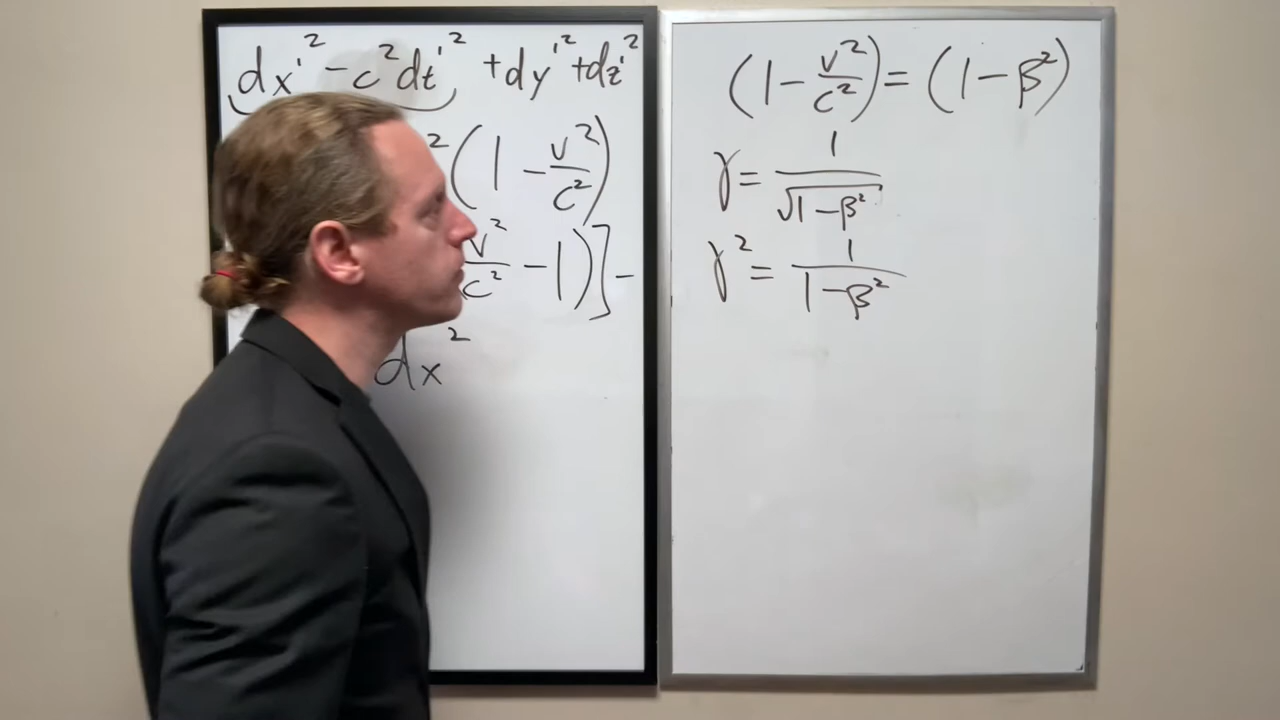 dx'² - c²dt'² + dy'² + dz'²
²(1 - v²/c²)
v²/c² - 1)] -
dx²
(1 - v²/c²) = (1 - β²)
γ = 1/√1-β²
γ² = 1/1-β²